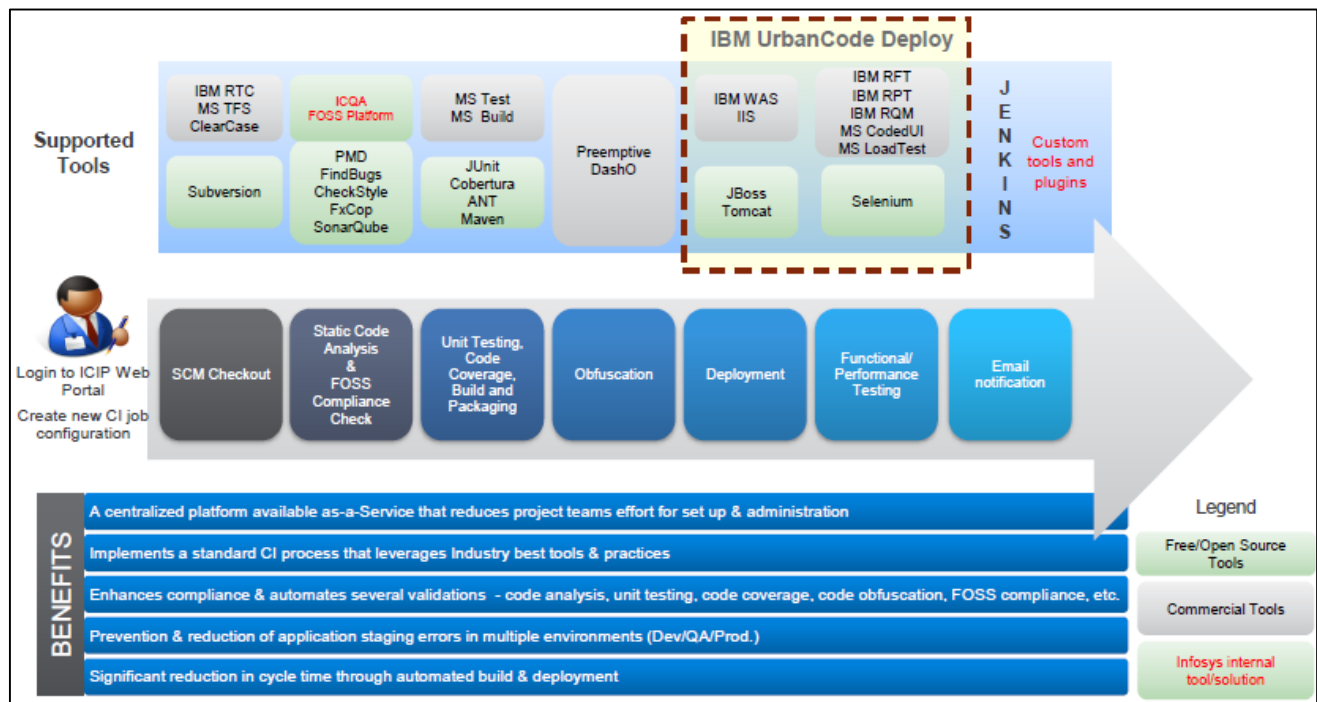 IBM UrbanCode Deploy
Supported
Tools
IBM RTC
MS TFS
ClearCase
Subversion
ICQA
FOSS Platform
PMD
FindBugs
CheckStyle
FxCop
SonarQube
MS Test
MS Build
JUnit
Cobertura
ANT
Maven
Preemptive
DashO
IBM WAS
IIS
JBoss
Tomcat
IBM RFT
IBM RPT
IBM RQM
MS CodedUI
MS LoadTest
Selenium
J
E
N
K
I
N
S
Custom
tools and
plugins
Login to ICIP Web
Portal
Create new CI job
configuration
SCM Checkout
Static Code
Analysis
&
FOSS
Compliance
Check
Unit Testing,
Code
Coverage,
Build and
Packaging
Obfuscation
Deployment
Functional/
Performance
Testing
Email
notification
BENEFITS
A centralized platform available as-a-Service that reduces project teams effort for set up & administration
Implements a standard CI process that leverages Industry best tools & practices
Enhances compliance & automates several validations - code analysis, unit testing, code coverage, code obfuscation, FOSS compliance, etc.
Prevention & reduction of application staging errors in multiple environments (Dev/QA/Prod.)
Significant reduction in cycle time through automated build & deployment
Legend
Free/Open Source
Tools
Commercial Tools
Infosys internal
tool/solution